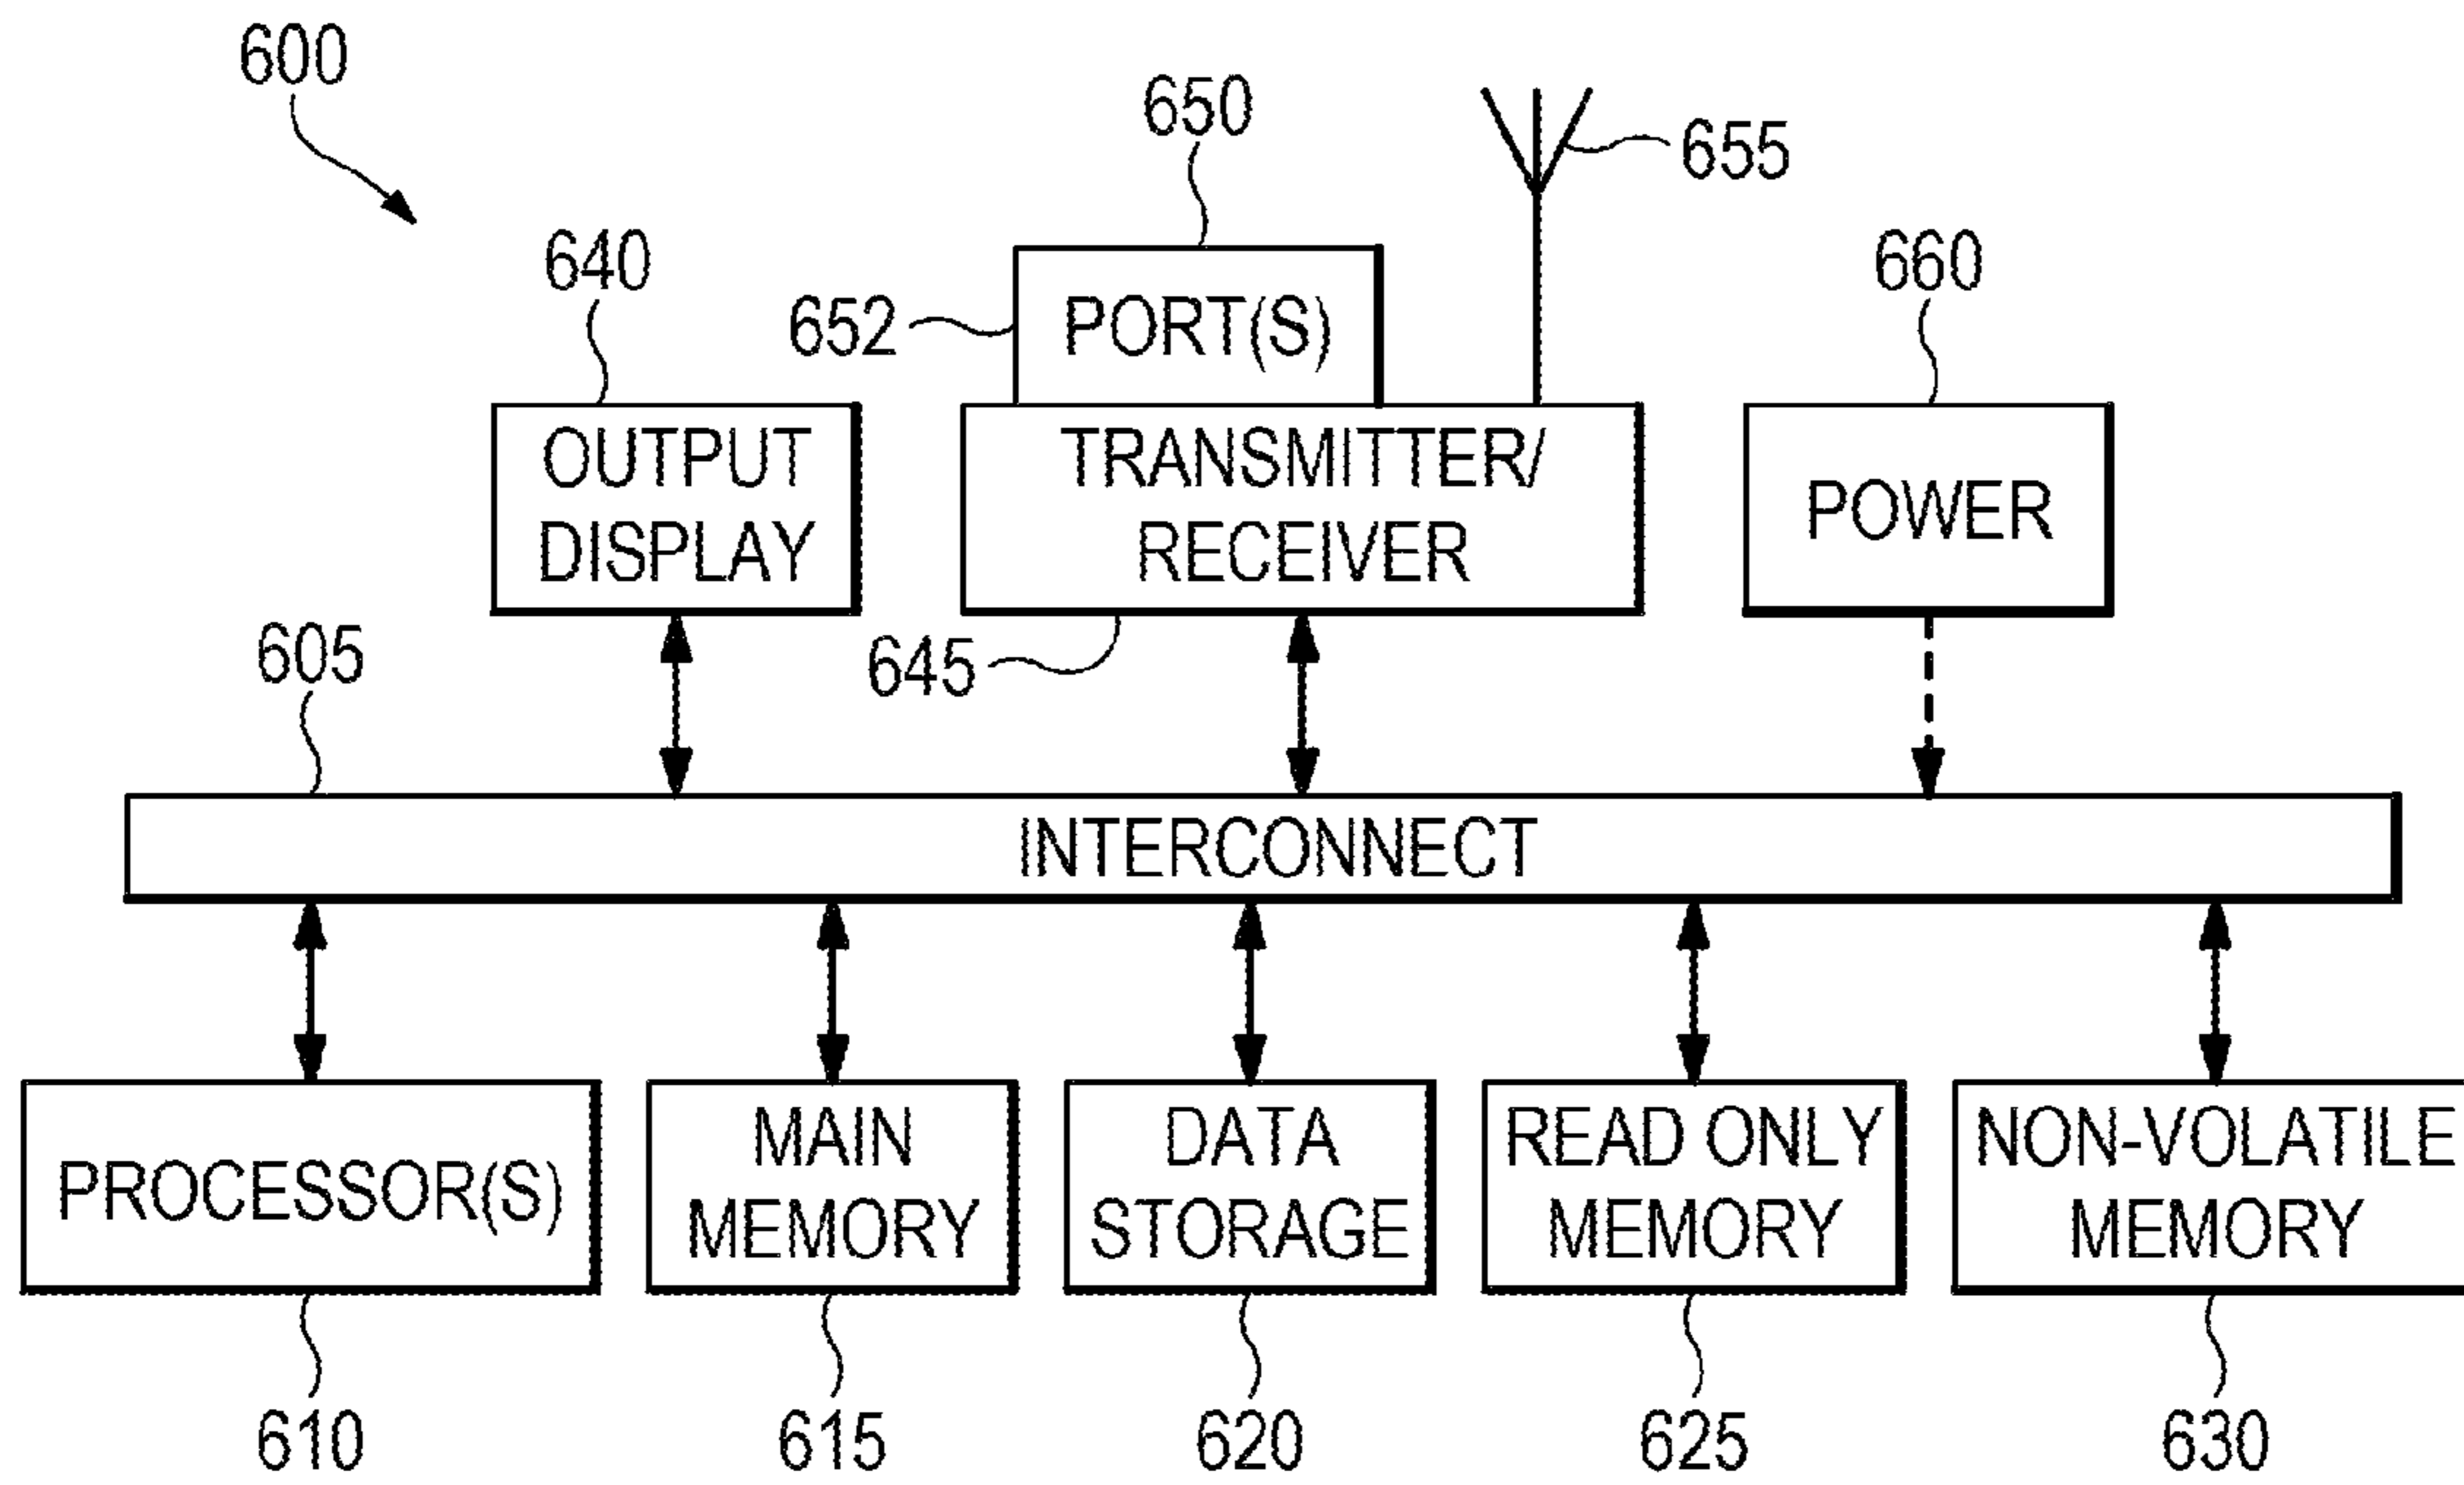 600
650
655
640
652
PORT(S)
660
OUTPUT
DISPLAY
TRANSMITTER/
RECEIVER
POWER
605
645
INTERCONNECT
PROCESSOR(S)
MAIN
MEMORY
DATA
STORAGE
READ ONLY
MEMORY
NON-VOLATILE
MEMORY
610
615
620
625
630